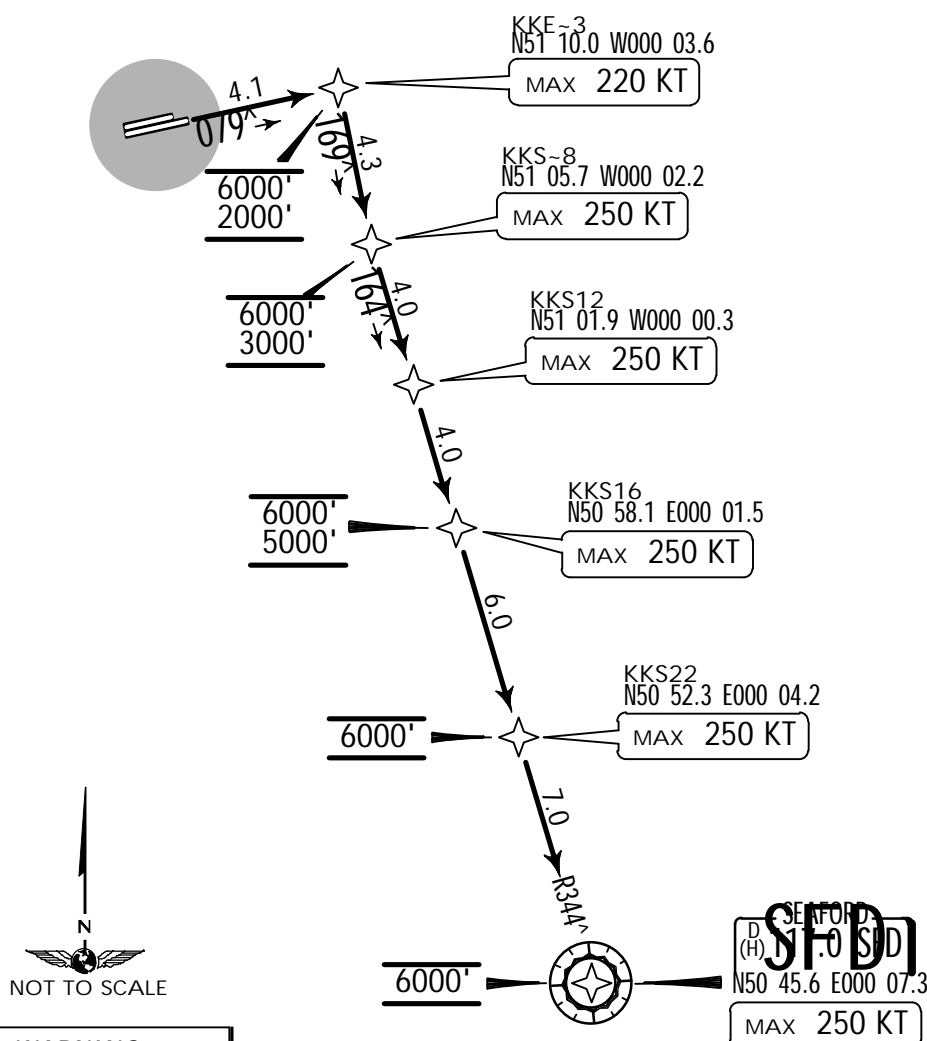 KKE~3
N51 10.0 W000 03.6
MAX 220 KT
4.1
079^
169^
4.3
6000'
2000'
KKS~8
N51 05.7 W000 02.2
MAX 250 KT
164^
4.0
6000'
3000'
KKS12
N51 01.9 W000 00.3
MAX 250 KT
4.0
KKS16
N50 58.1 E000 01.5
MAX 250 KT
6000'
5000'
6.0
KKS22
N50 52.3 E000 04.2
MAX 250 KT
6000'
7.0
R344^
N
NOT TO SCALE
6000'
SEAFORD
D
(H) 117.0 SFD
SFD
N50 45.6 E000 07.3
MAX 250 KT